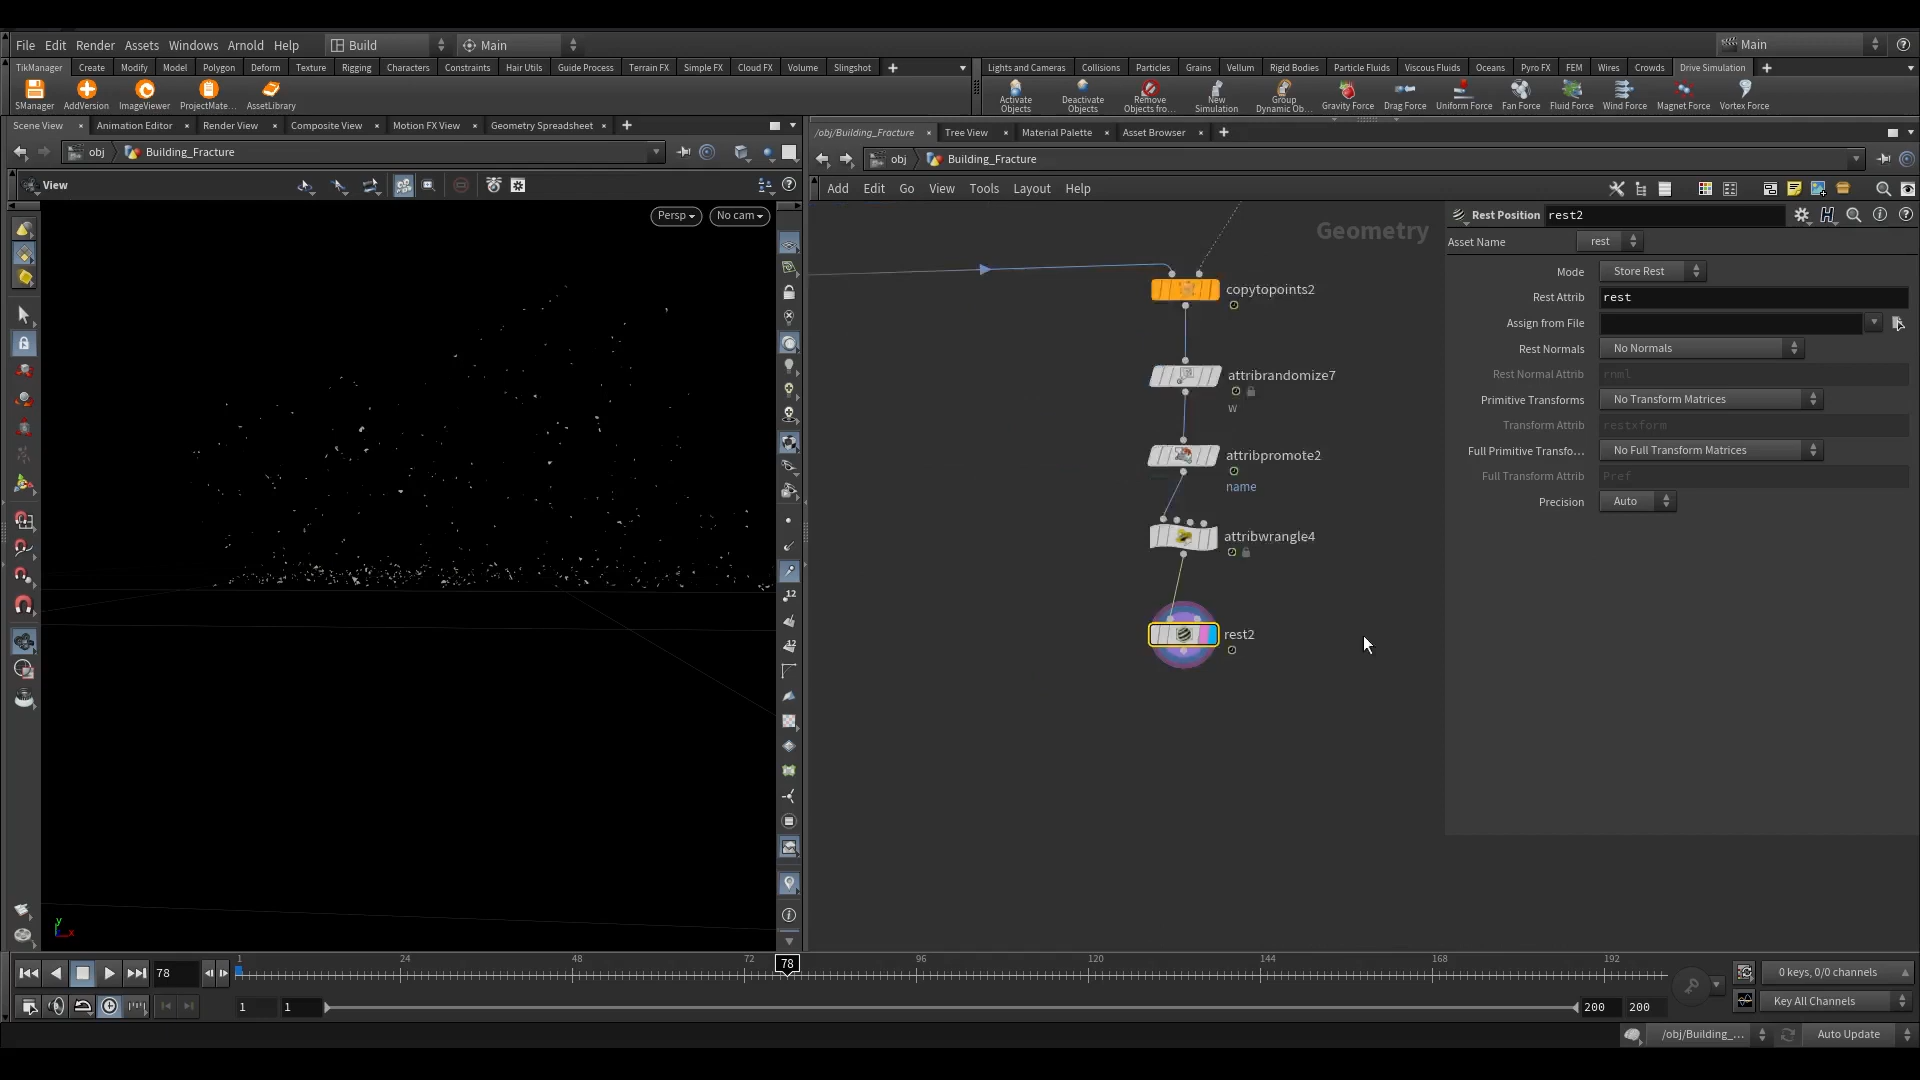 File Edit Render Assets Windows Arnold Help Build Main Main
TikManager Create Modify Model Polygon Deform Texture Rigging Characters Constraints Hair Utils Guide Process Terrain FX Simple FX Cloud FX Volume Slingshot
Lights and Cameras Collisions Particles Grains Vellum Rigid Bodies Particle Fluids Viscous Fluids Oceans Pyro FX FEM Wires Crowds Drive Simulation
SManager AddVersion ImageViewer ProjectMate... AssetLibrary
Activate Objects Deactivate Objects Remove Objects fro... New Simulation Group Dynamic Ob... Gravity Force Drag Force Uniform Force Fan Force Fluid Force Wind Force Magnet Force Vortex Force
Scene View Animation Editor Render View Composite View Motion FX View Geometry Spreadsheet
/obj/Building_Fracture Tree View Material Palette Asset Browser
obj Building_Fracture
obj Building_Fracture
View
Add Edit Go View Tools Layout Help
Persp No cam
Geometry
copytopoints2
attribrandomize7
w
attribpromote2
name
attribwrangle4
rest2
Rest Position rest2
Asset Name rest
Mode Store Rest
Rest Attrib rest
Assign from File
Rest Normals No Normals
Rest Normal Attrib rnml
Primitive Transforms No Transform Matrices
Transform Attrib restxform
Full Primitive Transfo... No Full Transform Matrices
Full Transform Attrib Pref
Precision Auto
12
12
y
x
78
1 24 48 72 78 96 120 144 168 192
0 keys, 0/0 channels
1 1 200 200
Key All Channels
/obj/Building_... Auto Update